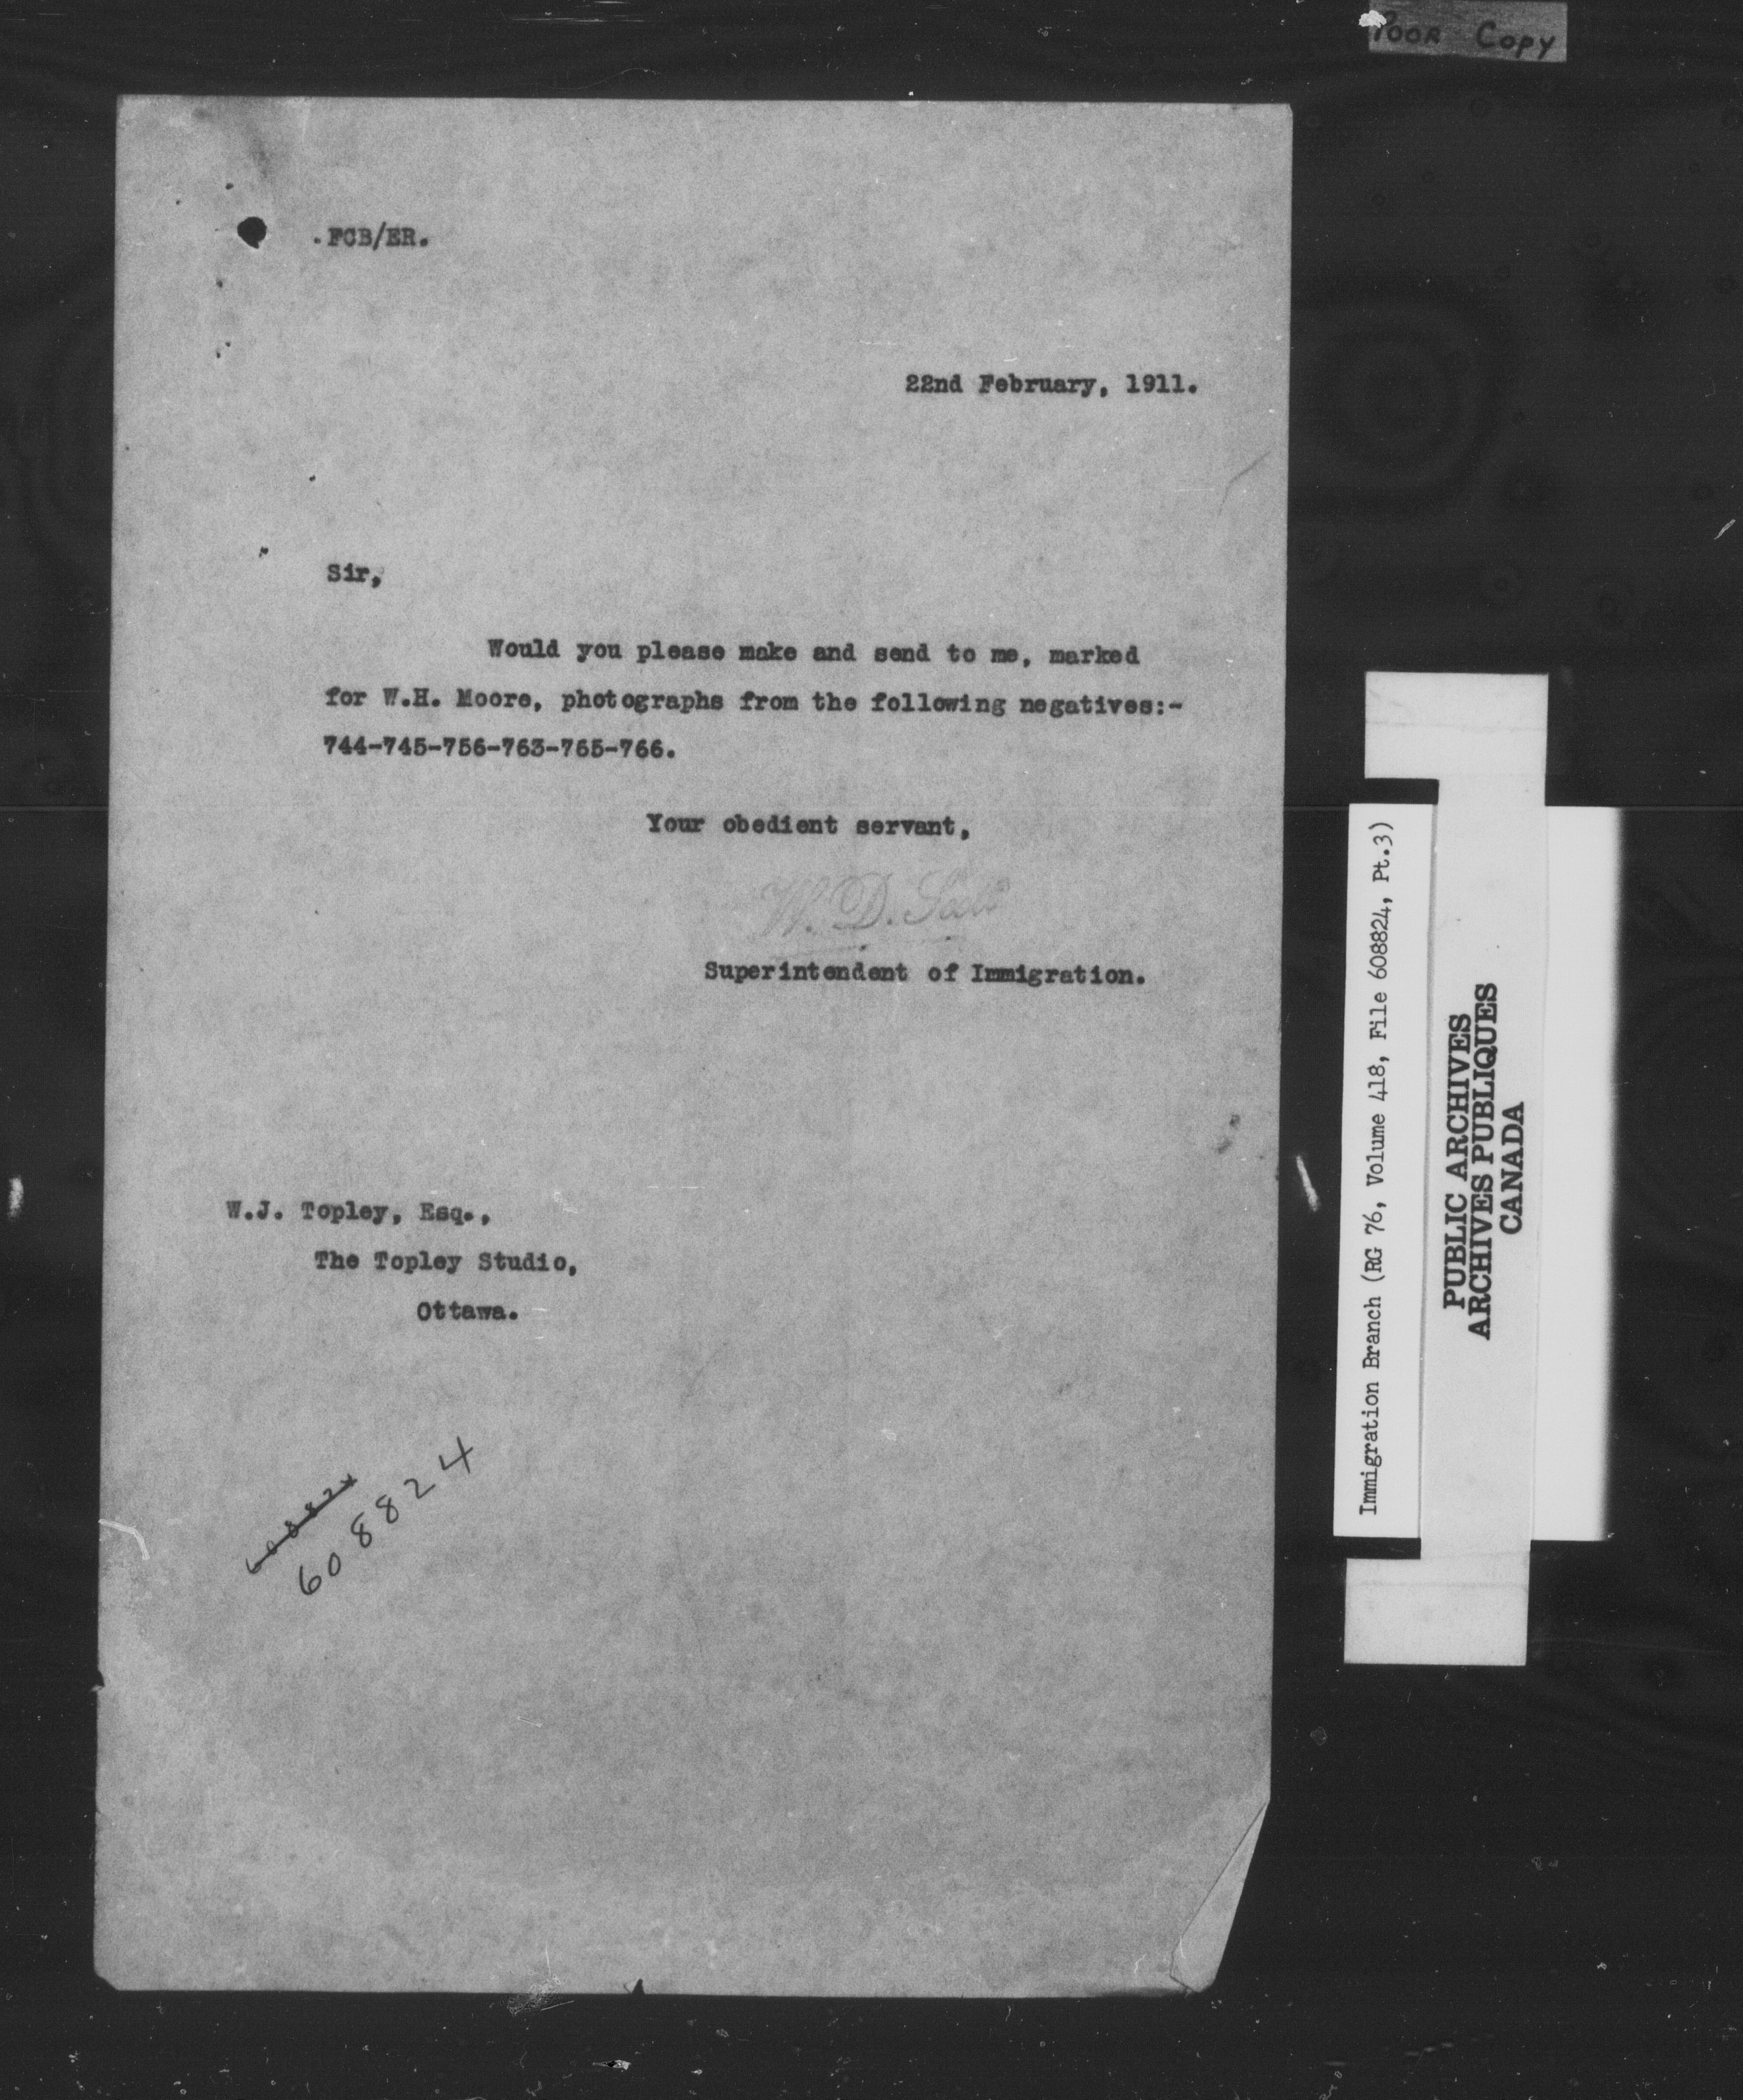 POOR COPY
FCB/ER.
22nd February, 1911.
Sir,
Would you please make and send to me, marked
for W.H. Moore, photographs from the following negatives:-
744-745-756-763-765-766.
Your obedient servant,
W. D. Scott
Superintendent of Immigration.
W.J. Topley, Esq.,
The Topley Studio,
Ottawa.
608824
608824
Immigration Branch (RG 76, Volume 418, File 608824, Pt.3)
PUBLIC ARCHIVES
ARCHIVES PUBLIQUES
CANADA